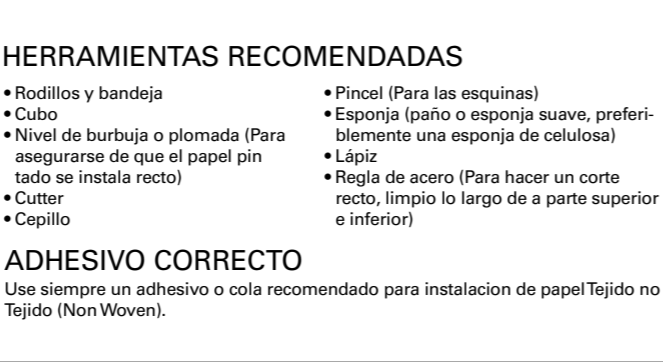 HERRAMIENTAS RECOMENDADAS
• Rodillos y bandeja
• Cubo
• Nivel de burbuja o plomada (Para
asegurarse de que el papel pin
tado se instala recto)
• Cutter
• Cepillo
• Pincel (Para las esquinas)
• Esponja (paño o esponja suave, preferi-
blemente una esponja de celulosa)
• Lápiz
• Regla de acero (Para hacer un corte
recto, limpio lo largo de a parte superior
e inferior)
ADHESIVO CORRECTO
Use siempre un adhesivo o cola recomendado para instalacion de papel Tejido no
Tejido (Non Woven).